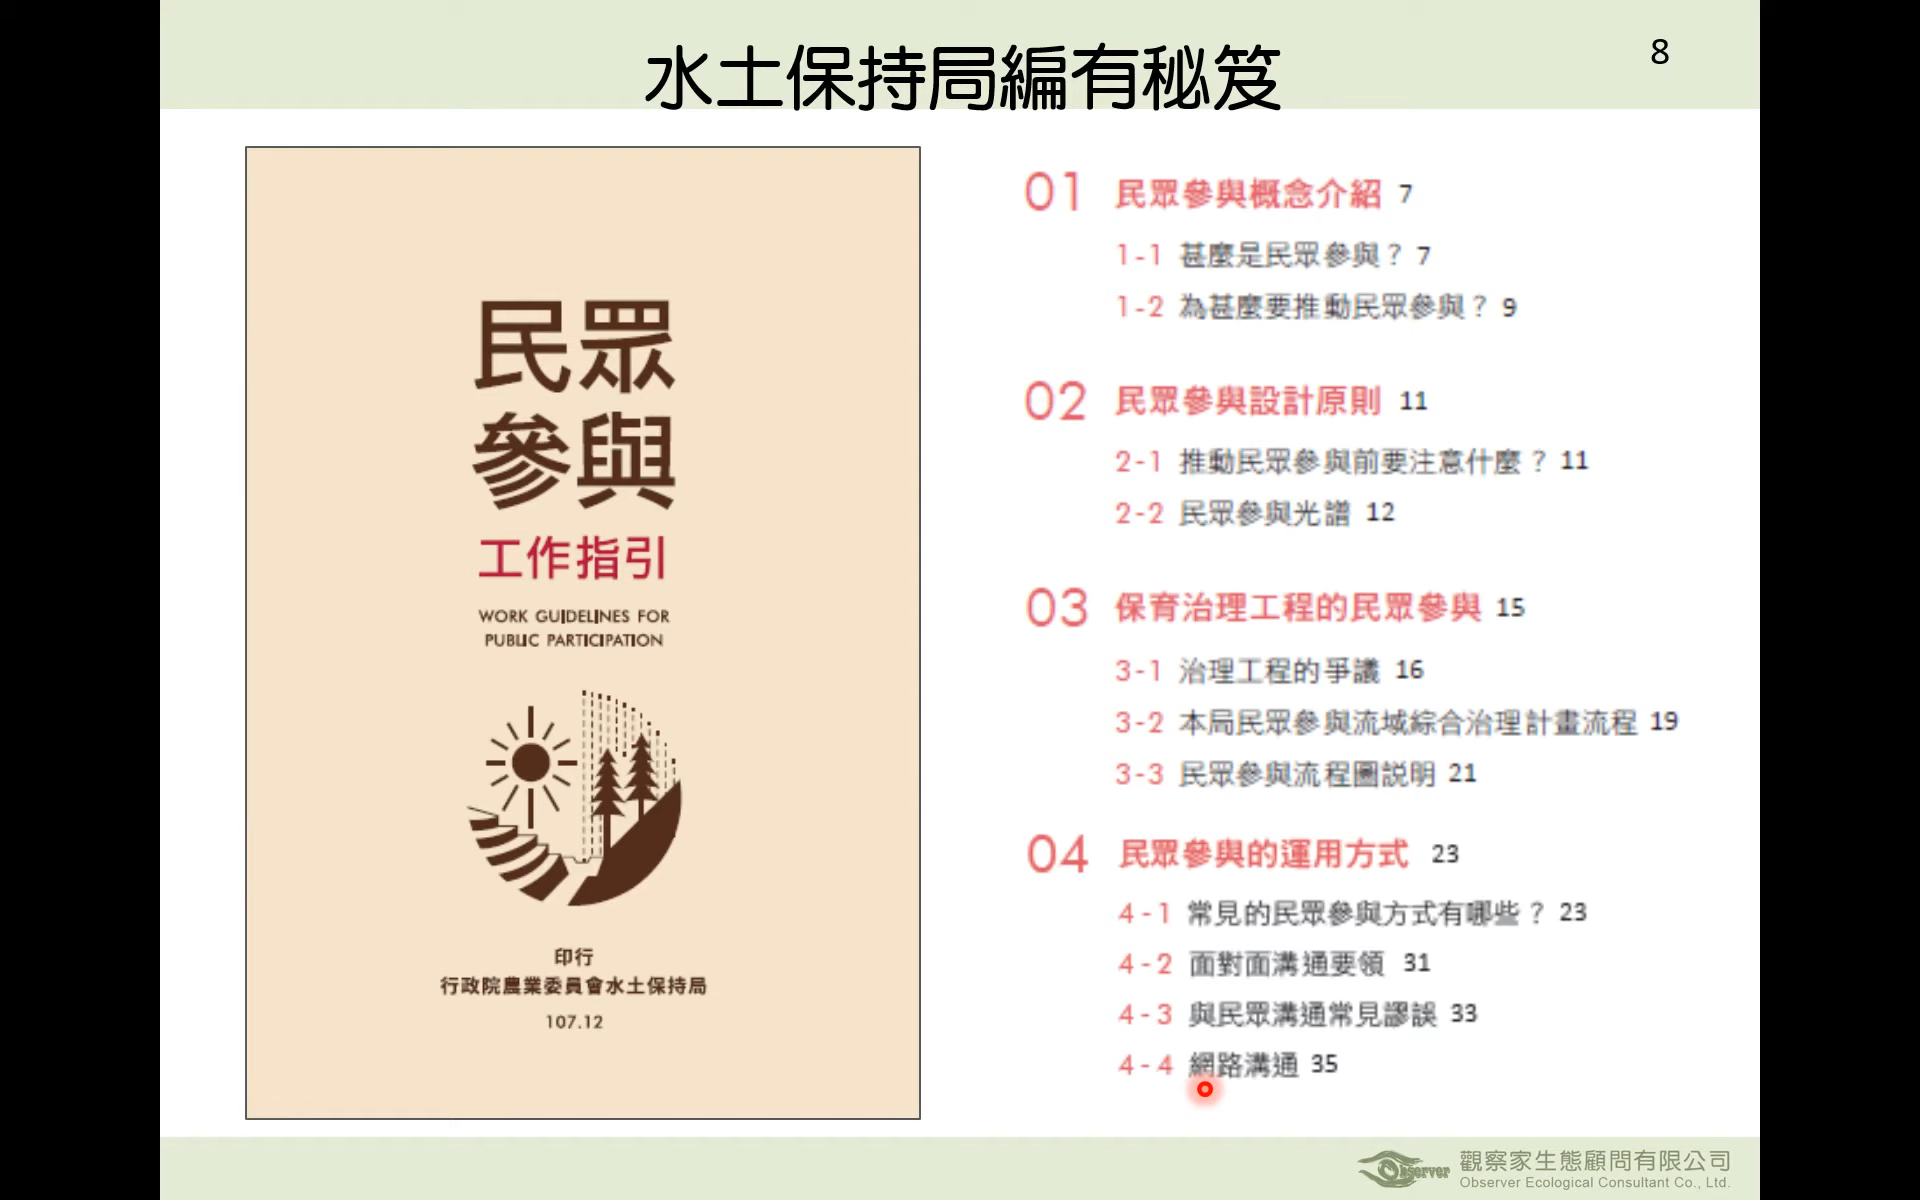 水土保持局編有秘笈
8
民眾
參與
工作指引
WORK GUIDELINES FOR
PUBLIC PARTICIPATION
印行
行政院農業委員會水土保持局
107.12
01 民眾參與概念介紹 7
1-1 甚麼是民眾參與？ 7
1-2 為甚麼要推動民眾參與？ 9
02 民眾參與設計原則 11
2-1 推動民眾參與前要注意什麼？ 11
2-2 民眾參與光譜 12
03 保育治理工程的民眾參與 15
3-1 治理工程的爭議 16
3-2 本局民眾參與流域綜合治理計畫流程 19
3-3 民眾參與流程圖説明 21
04 民眾參與的運用方式 23
4-1 常見的民眾參與方式有哪些？ 23
4-2 面對面溝通要領 31
4-3 與民眾溝通常見謬誤 33
4-4 網路溝通 35
Observer
觀察家生態顧問有限公司
Observer Ecological Consultant Co., Ltd.